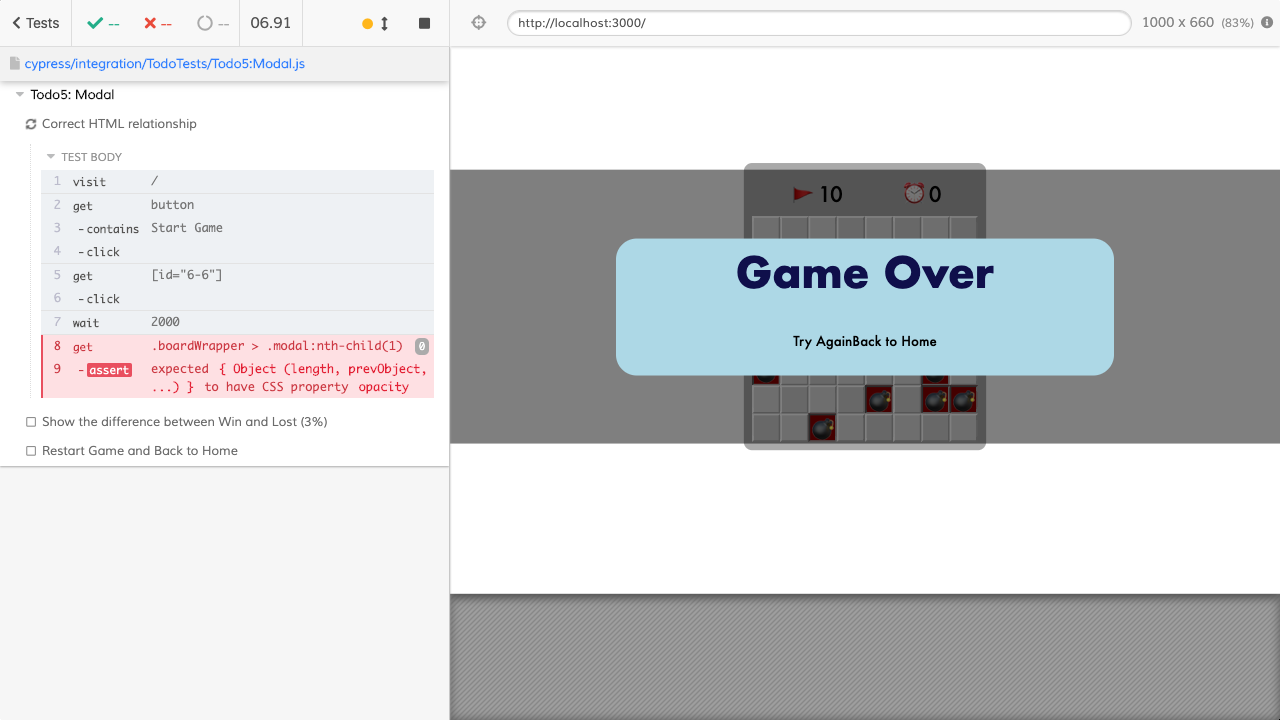 Tests -- -- -- 06.91
http://localhost:3000/ 1000 x 660 (83%)
cypress/integration/TodoTests/Todo5:Modal.js
Todo5: Modal
Correct HTML relationship
TEST BODY
1 visit /
2 get button
3 -contains Start Game
4 -click
5 get [id="6-6"]
6 -click
7 wait 2000
8 get .boardWrapper > .modal:nth-child(1) 0
9 -assert expected { Object (length, prevObject,
...) } to have CSS property opacity
Show the difference between Win and Lost (3%)
Restart Game and Back to Home
10 0
Game Over
Try AgainBack to Home